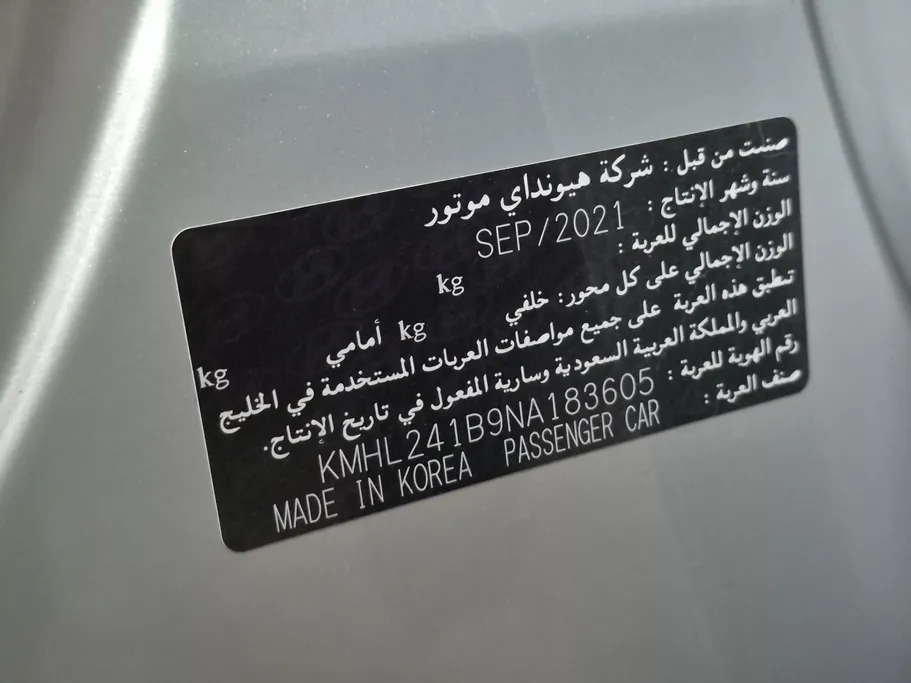 صنعت من قبل : شركة هيونداي موتور
سنة وشهر الإنتاج : SEP/2021
الوزن الإجمالي للعربة : kg
الوزن الإجمالي على كل محور: خلفي kg أمامي kg
تطبق هذه العربة على جميع مواصفات العربات المستخدمة في الخليج
العربي والمملكة العربية السعودية وسارية المفعول في تاريخ الإنتاج.
رقم الهوية للعربة : KMHL241B9NA183605
صنف العربة : PASSENGER CAR MADE IN KOREA